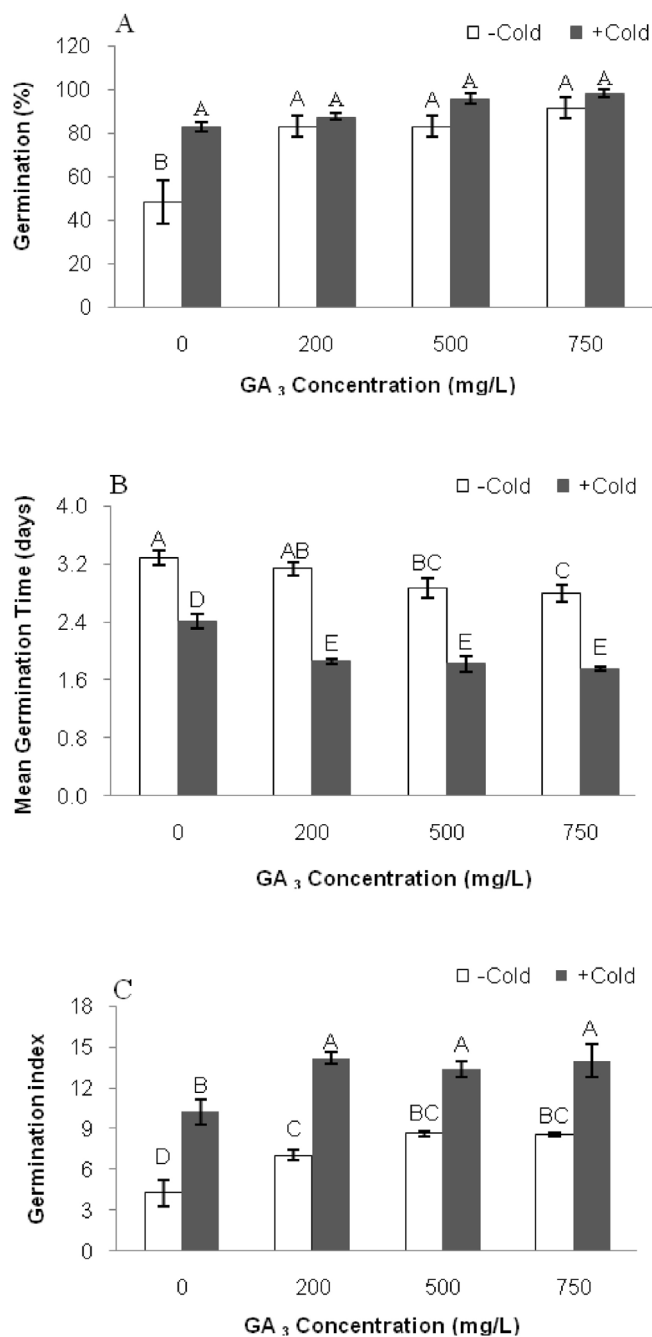 A
-Cold +Cold
120
100
80
60
40
20
0
Germination (%)
B A A A A A A A
0 200 500 750
GA 3 Concentration (mg/L)
B
-Cold +Cold
4.0
3.2
2.4
1.6
0.8
0.0
Mean Germination Time (days)
A D AB E BC E C E
0 200 500 750
GA 3 Concentration (mg/L)
C
-Cold +Cold
18
15
12
9
6
3
0
Germination index
D B C A BC A BC A
0 200 500 750
GA 3 Concentration (mg/L)